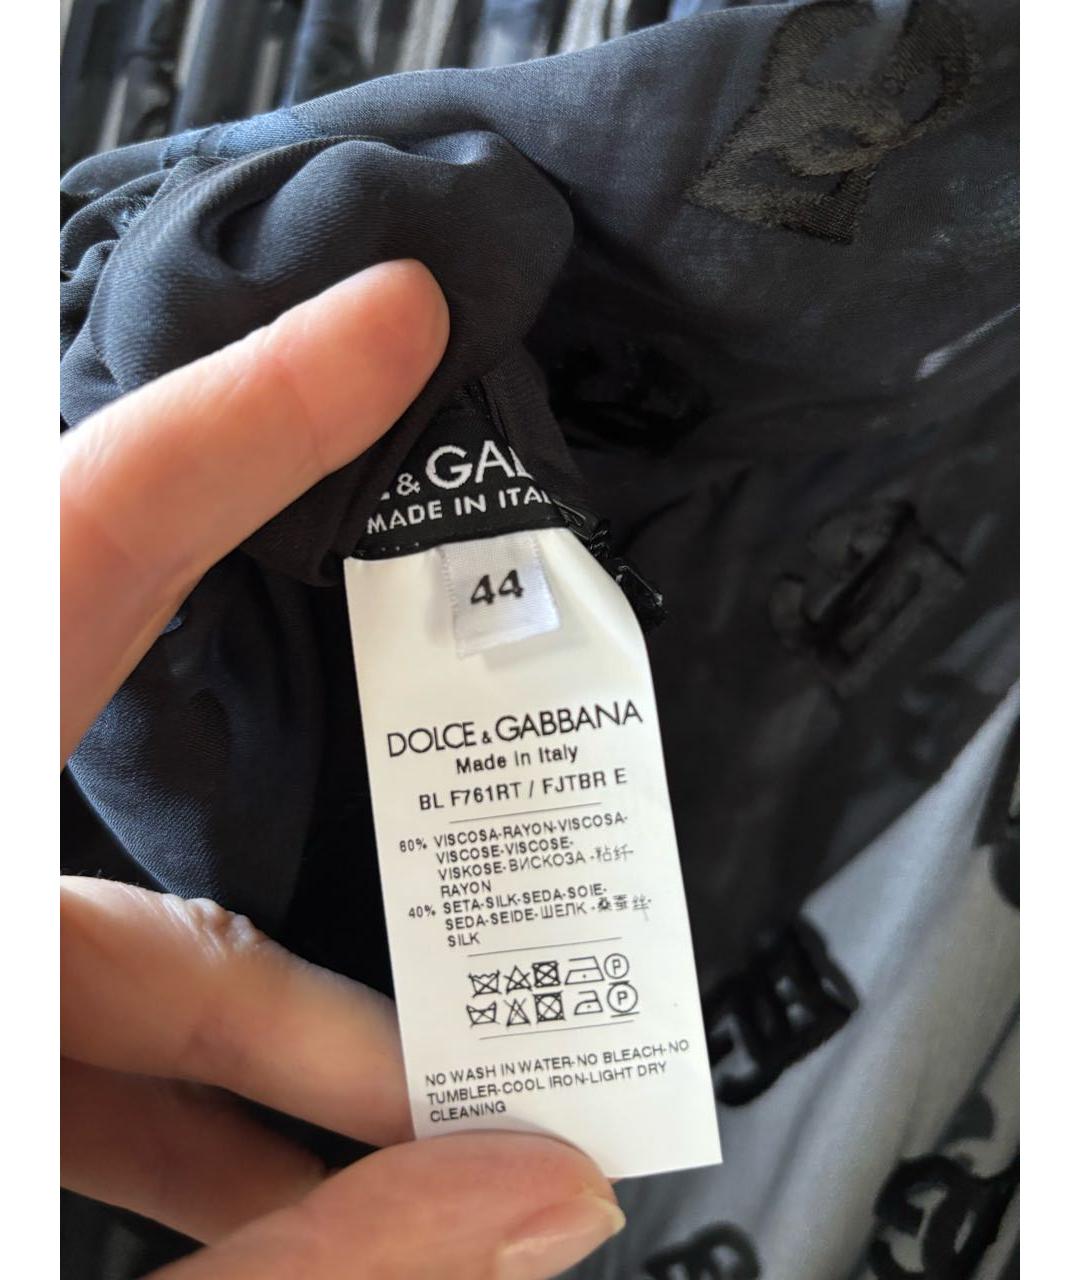 & GA
MADE IN ITA
44
DOLCE & GABBANA
Made in Italy
BL F761RT / FJTBR E
60% VISCOSA-RAYON-VISCOSA-
VISCOSE-VISCOSE-
VISKOSE-ВИСКОЗА-粘纤-
RAYON
40% SETA-SILK-SEDA-SOIE-
SEDA-SEIDE-ШЕЛК-桑蚕丝-
SILK
P
P
NO WASH IN WATER-NO BLEACH-NO
TUMBLER-COOL IRON-LIGHT DRY
CLEANING